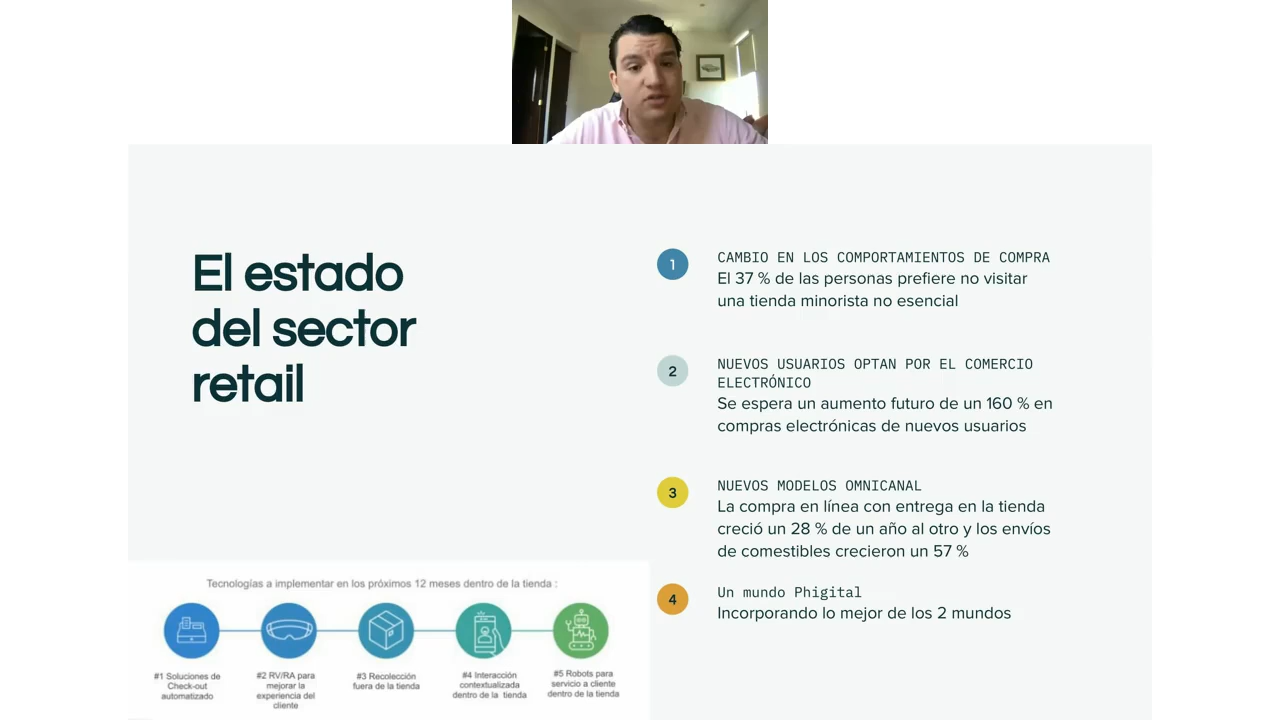 El estado
del sector
retail
1
CAMBIO EN LOS COMPORTAMIENTOS DE COMPRA
El 37 % de las personas prefiere no visitar
una tienda minorista no esencial
2
NUEVOS USUARIOS OPTAN POR EL COMERCIO
ELECTRÓNICO
Se espera un aumento futuro de un 160 % en
compras electrónicas de nuevos usuarios
3
NUEVOS MODELOS OMNICANAL
La compra en línea con entrega en la tienda
creció un 28 % de un año al otro y los envíos
de comestibles crecieron un 57 %
4
Un mundo Phigital
Incorporando lo mejor de los 2 mundos
Tecnologías a implementar en los próximos 12 meses dentro de la tienda :
#1 Soluciones de
Check-out
automatizado
#2 RV/RA para
mejorar la
experiencia del
cliente
#3 Recolección
fuera de la tienda
#4 Interacción
contextualizada
dentro de la tienda
#5 Robots para
servicio a cliente
dentro de la tienda